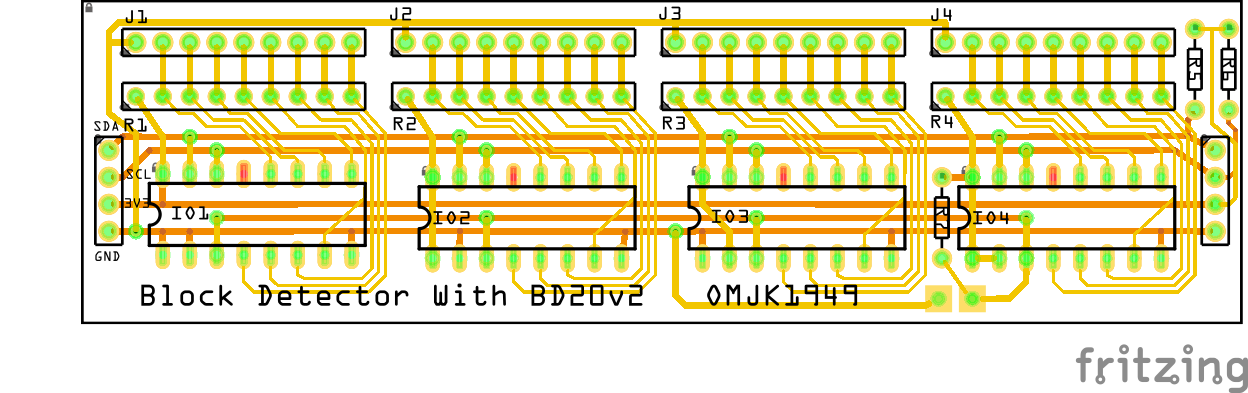 J1 J2 J3 J4
R5 R6
SDA R1 R2 R3 R4
SCL
3V3
IO1 IO2 IO3 IO4
GND
Block Detector With BD20v2 OMJK1949
fritzing